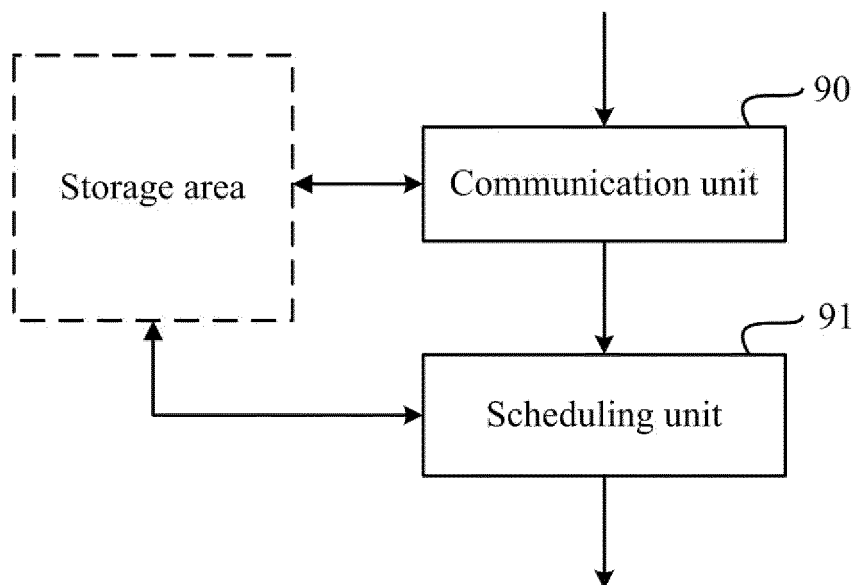 90
Storage area
Communication unit
91
Scheduling unit